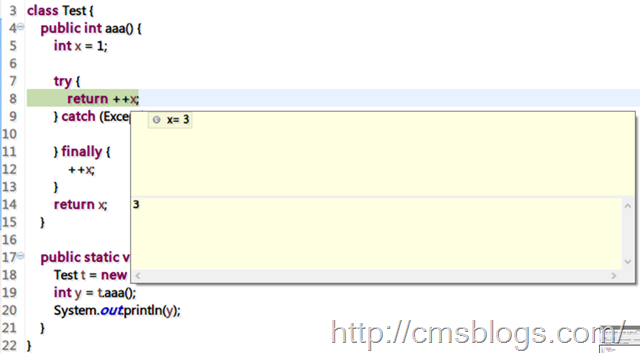 3 class Test {
4 public int aaa() {
5 int x = 1;
6
7 try {
8 return ++x;
9 } catch (Excep
x= 3
10
11 } finally {
12 ++x;
13 }
14 return x;
3
15 }
16
17 public static v
18 Test t = new
19 int y = t.aaa();
20 System.out.println(y);
21 }
22 }
http://cmsblogs.com/